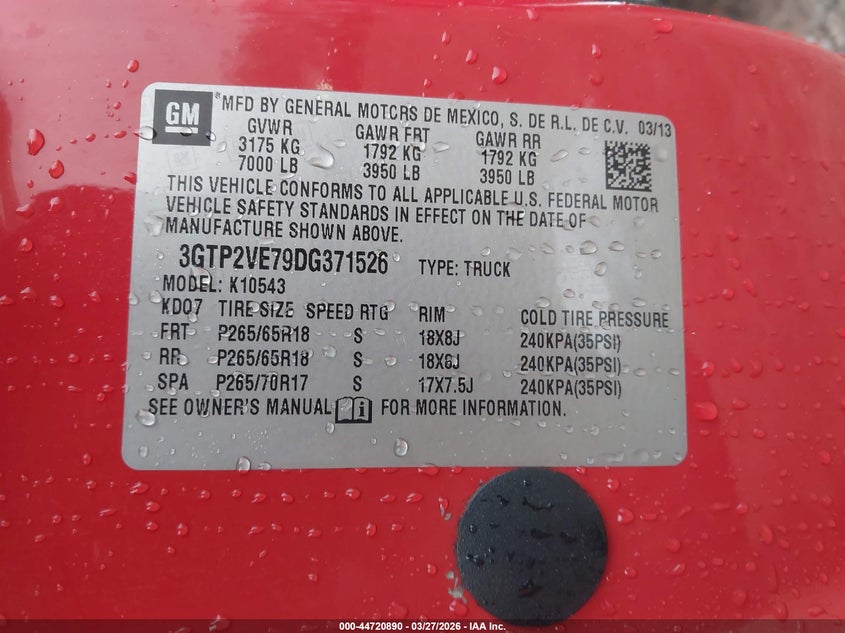 GM
*MFD BY GENERAL MOTORS DE MEXICO, S. DE R.L. DE C.V. 03/13
GVWR GAWR FRT GAWR RR
3175 KG 1792 KG 1792 KG
7000 LB 3950 LB 3950 LB
THIS VEHICLE CONFORMS TO ALL APPLICABLE U.S. FEDERAL MOTOR
VEHICLE SAFETY STANDARDS IN EFFECT ON THE DATE OF
MANUFACTURE SHOWN ABOVE.
3GTP2VE79DG371526 TYPE: TRUCK
MODEL: K10543
KD07 TIRE SIZE SPEED RTG RIM COLD TIRE PRESSURE
FRT P265/65R18 S 18X8J 240KPA(35PSI)
RR P265/65R18 S 18X8J 240KPA(35PSI)
SPA P265/70R17 S 17X7.5J 240KPA(35PSI)
SEE OWNER'S MANUAL FOR MORE INFORMATION.
000-44720890 - 03/27/2026 - IAA Inc.